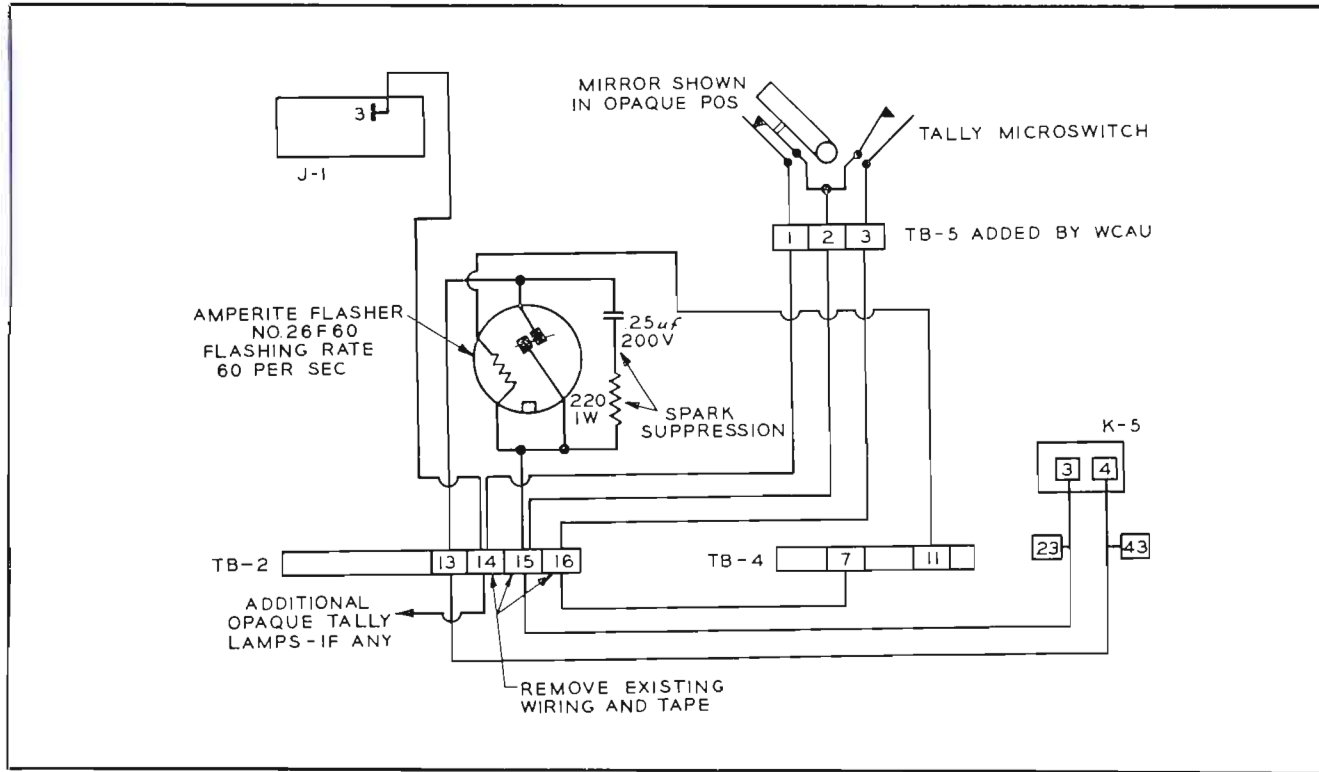 MIRROR SHOWN
IN OPAQUE POS
3
TALLY MICROSWITCH
J-1
1 2 3
TB-5 ADDED BY WCAU
AMPERITE FLASHER
NO.26F60
FLASHING RATE
60 PER SEC
.25uf
200V
220
1W
SPARK
SUPPRESSION
K-5
3 4
TB-2
13 14 15 16
TB-4
7 11
23 43
ADDITIONAL
OPAQUE TALLY
LAMPS-IF ANY
REMOVE EXISTING
WIRING AND TAPE